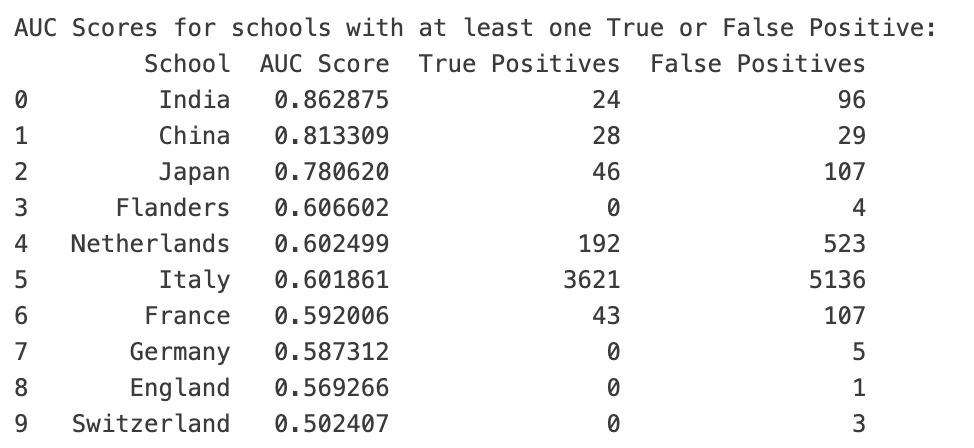 AUC Scores for schools with at least one True or False Positive:
School AUC Score True Positives False Positives
0 India 0.862875 24 96
1 China 0.813309 28 29
2 Japan 0.780620 46 107
3 Flanders 0.606602 0 4
4 Netherlands 0.602499 192 523
5 Italy 0.601861 3621 5136
6 France 0.592006 43 107
7 Germany 0.587312 0 5
8 England 0.569266 0 1
9 Switzerland 0.502407 0 3